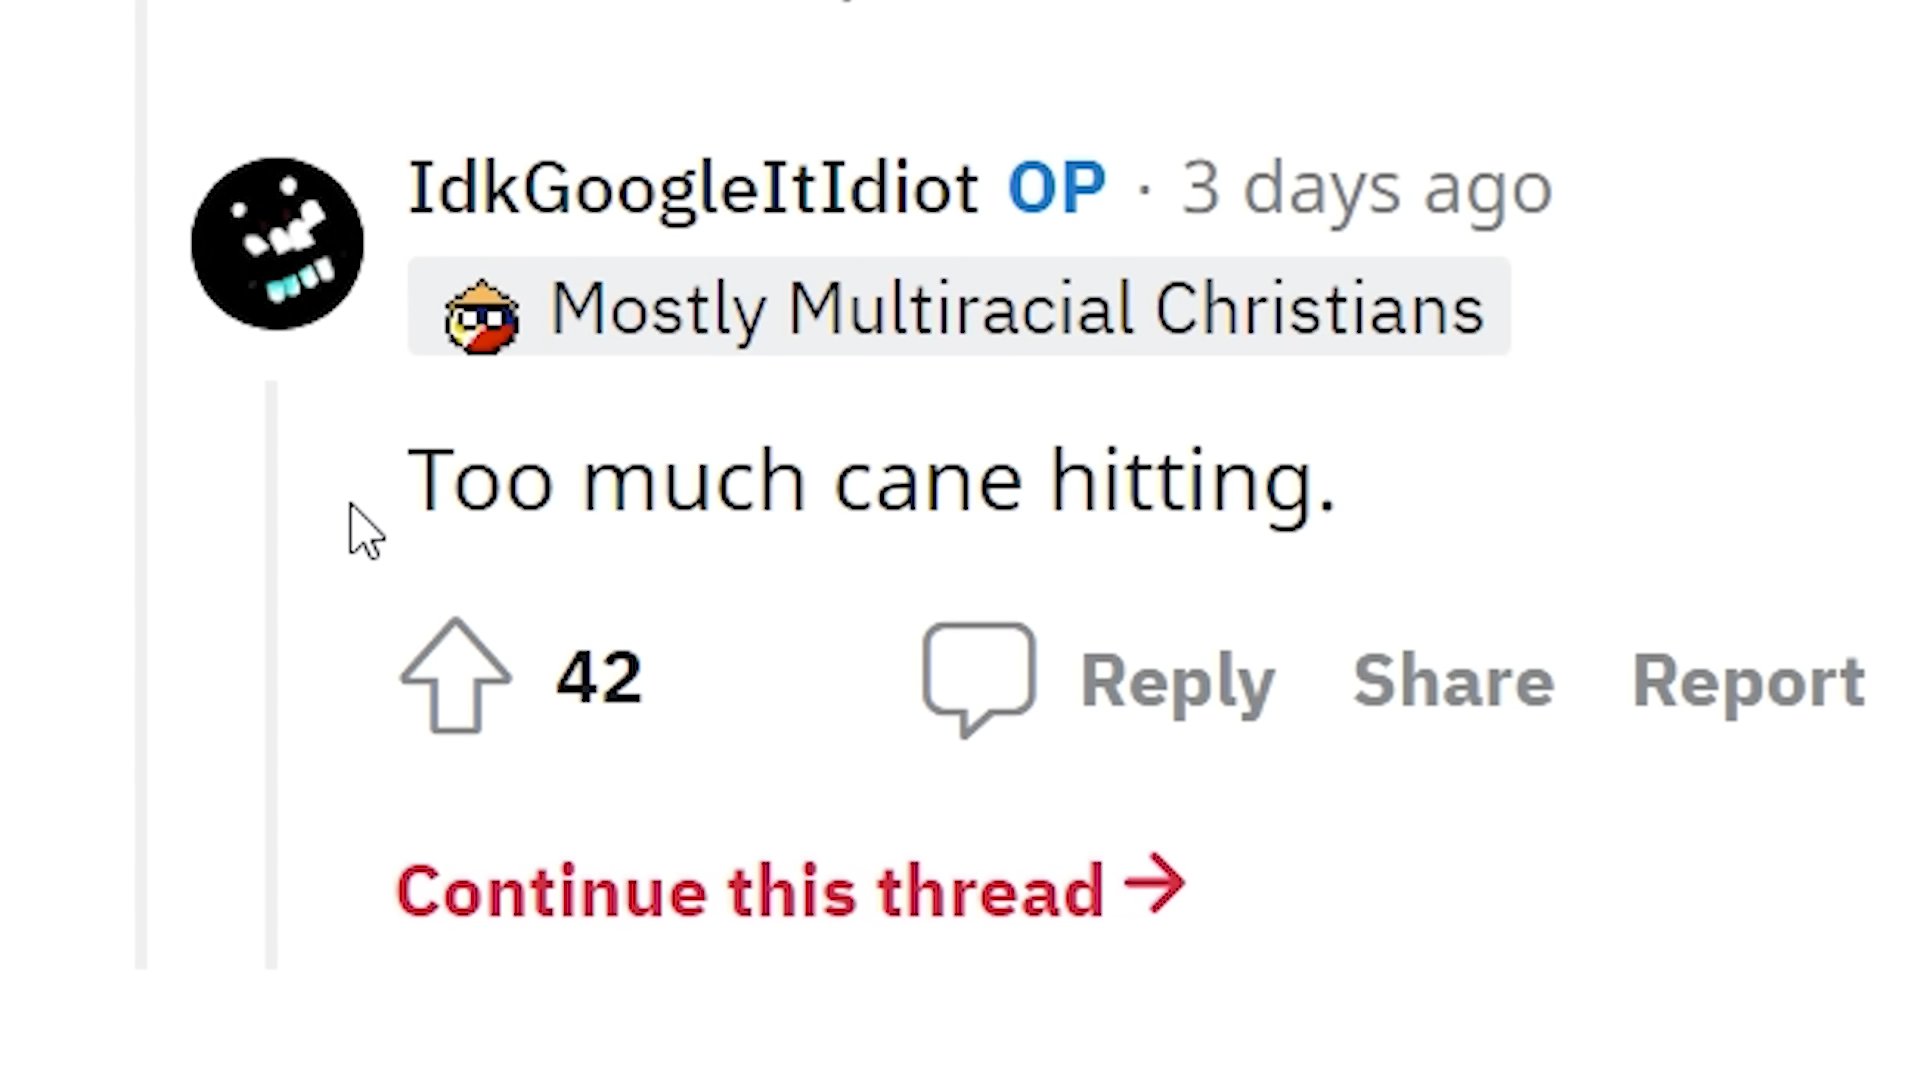 IdkGoogleItIdiot OP · 3 days ago
Mostly Multiracial Christians
Too much cane hitting.
42 Reply Share Report
Continue this thread →